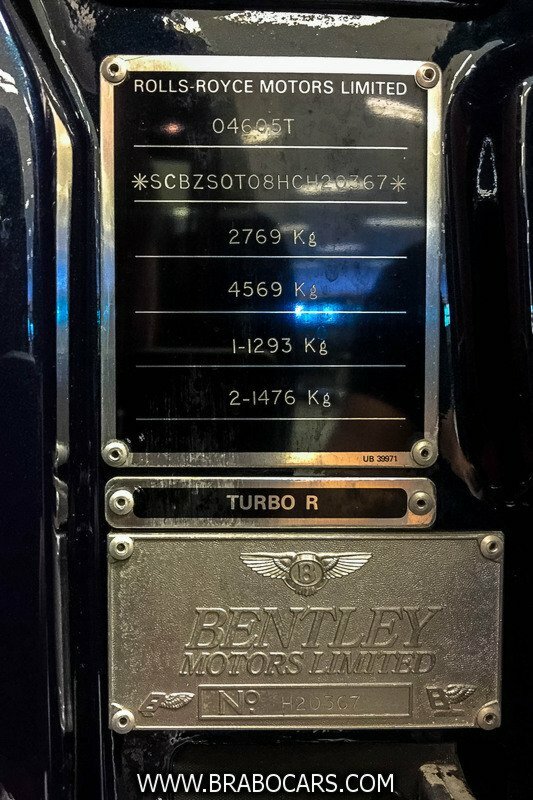 ROLLS-ROYCE MOTORS LIMITED
04605T
*SCBZS0T08HCH20367*
2769 Kg
4569 Kg
1-1293 Kg
2-1476 Kg
UB 39971
TURBO R
B
BENTLEY
MOTORS LIMITED
B
No
H20367
B
WWW.BRABOCARS.COM